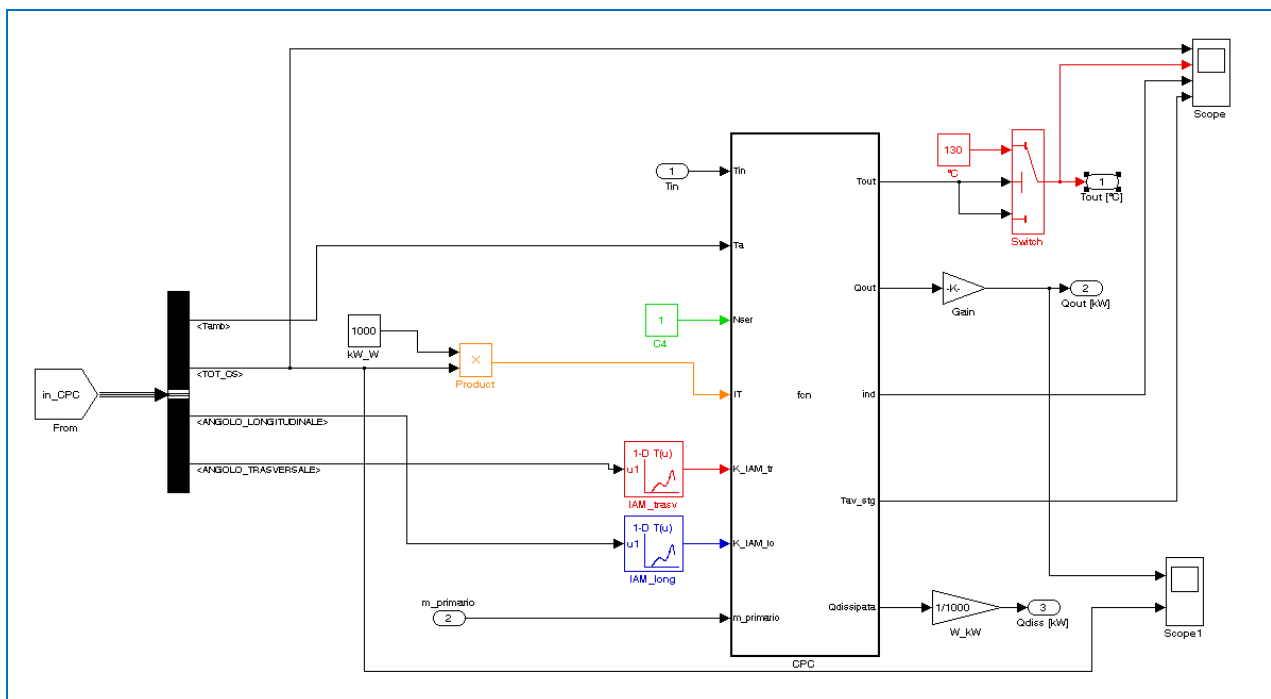 Scope
1
Tin
Tin
Tout
130
°C
Switch
1
Tout [°C]
Ta
<Tamb>
1000
kW_W
1
C4
Nser
Qout
-K-
Gain
2
Qout [kW]
in_CPC
From
<TOT_OS>
×
Product
IT
fcn
ind
<ANGOLO_LONGITUDINALE>
<ANGOLO_TRASVERSALE>
1-D T(u)
u1
IAM_trasv
K_IAM_tr
Tav_stg
1-D T(u)
u1
IAM_long
K_IAM_lo
m_primario
2
m_primario
Qdissipata
1/1000
W_kW
3
Qdiss [kW]
Scope1
CPC